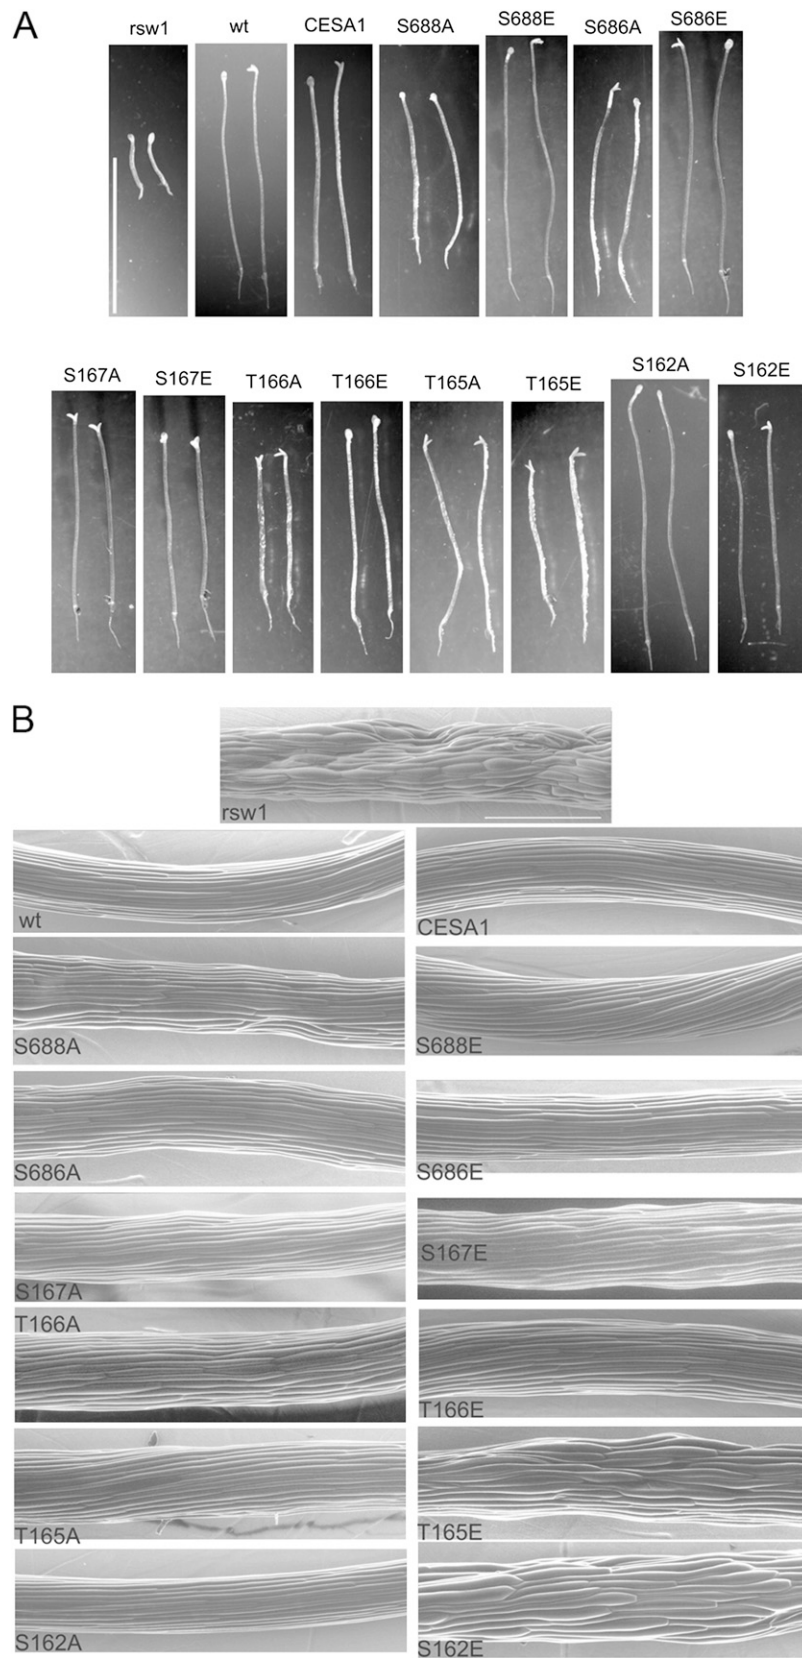 A
rsw1 wt CESA1 S688A S688E S686A S686E
S167A S167E T166A T166E T165A T165E S162A S162E
B
rsw1
wt CESA1
S688A S688E
S686A S686E
S167A S167E
T166A T166E
T165A T165E
S162A S162E